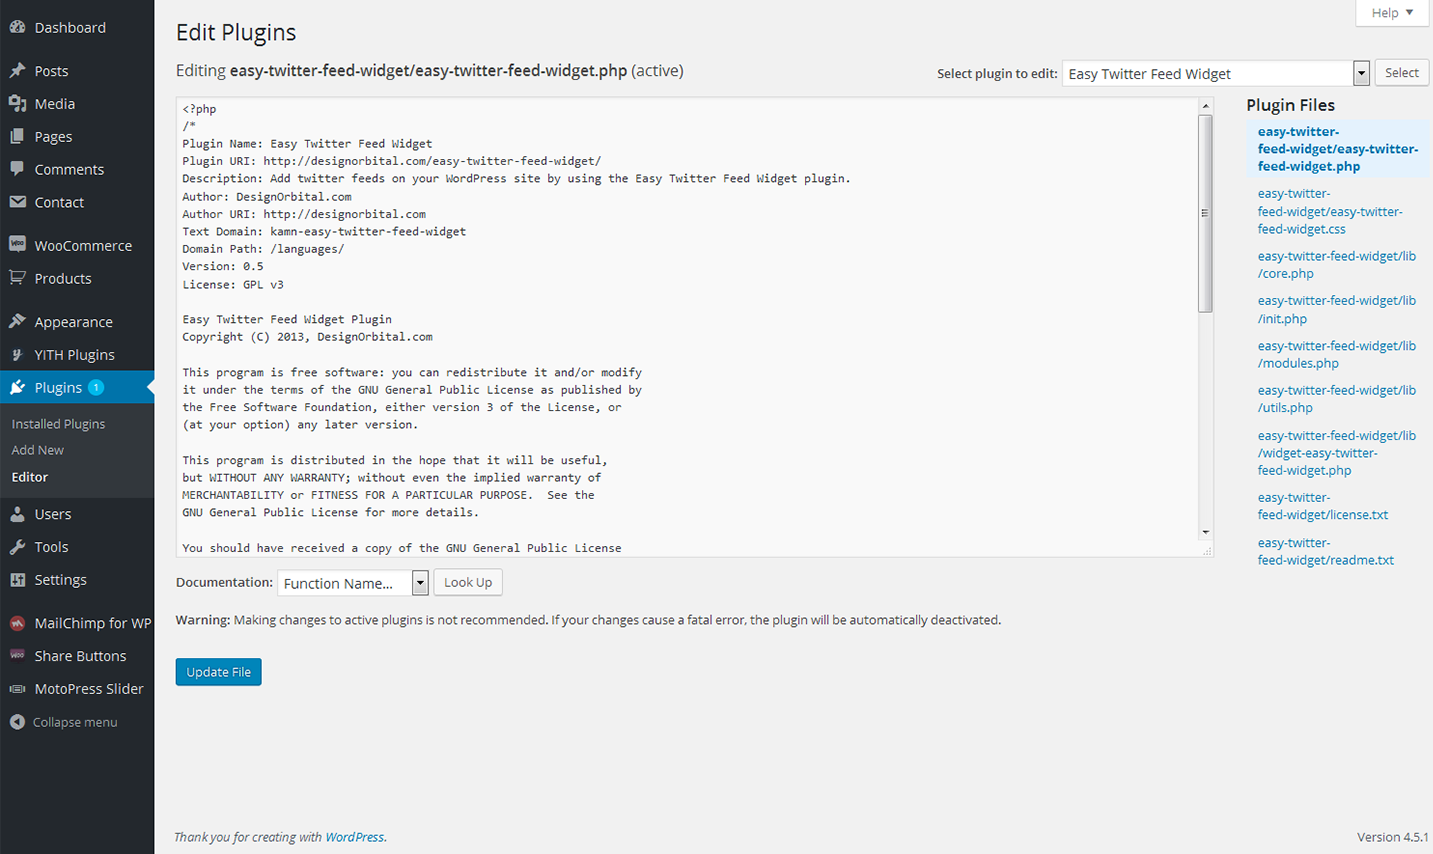 Dashboard
Posts
Media
Pages
Comments
Contact
WooCommerce
Products
Appearance
YITH Plugins
Plugins 1
Installed Plugins
Add New
Editor
Users
Tools
Settings
MailChimp for WP
Share Buttons
MotoPress Slider
Collapse menu
Help
Edit Plugins
Editing easy-twitter-feed-widget/easy-twitter-feed-widget.php (active)
Select plugin to edit: Easy Twitter Feed Widget Select
<?php
/*
Plugin Name: Easy Twitter Feed Widget
Plugin URI: http://designorbital.com/easy-twitter-feed-widget/
Description: Add twitter feeds on your WordPress site by using the Easy Twitter Feed Widget plugin.
Author: DesignOrbital.com
Author URI: http://designorbital.com
Text Domain: kamn-easy-twitter-feed-widget
Domain Path: /languages/
Version: 0.5
License: GPL v3
Easy Twitter Feed Widget Plugin
Copyright (C) 2013, DesignOrbital.com
This program is free software: you can redistribute it and/or modify
it under the terms of the GNU General Public License as published by
the Free Software Foundation, either version 3 of the License, or
(at your option) any later version.
This program is distributed in the hope that it will be useful,
but WITHOUT ANY WARRANTY; without even the implied warranty of
MERCHANTABILITY or FITNESS FOR A PARTICULAR PURPOSE.  See the
GNU General Public License for more details.
You should have received a copy of the GNU General Public License
Plugin Files
easy-twitter-
feed-widget/easy-twitter-
feed-widget.php
easy-twitter-
feed-widget/easy-twitter-
feed-widget.css
easy-twitter-feed-widget/lib
/core.php
easy-twitter-feed-widget/lib
/init.php
easy-twitter-feed-widget/lib
/modules.php
easy-twitter-feed-widget/lib
/utils.php
easy-twitter-feed-widget/lib
/widget-easy-twitter-
feed-widget.php
easy-twitter-
feed-widget/license.txt
easy-twitter-
feed-widget/readme.txt
Documentation: Function Name... Look Up
Warning: Making changes to active plugins is not recommended. If your changes cause a fatal error, the plugin will be automatically deactivated.
Update File
Thank you for creating with WordPress.
Version 4.5.1